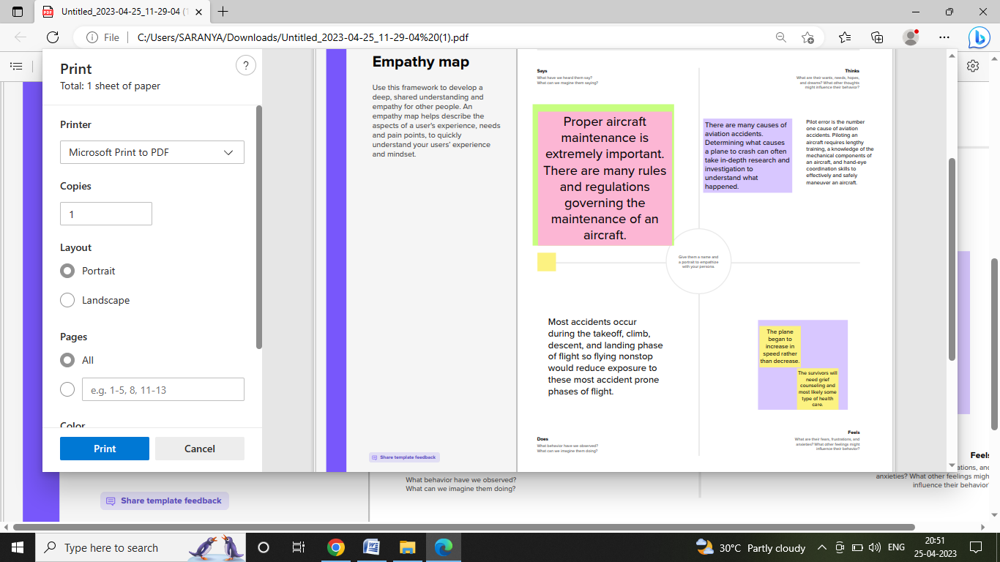 Untitled_2023-04-25_11-29-04 (1
File
C:/Users/SARANYA/Downloads/Untitled_2023-04-25_11-29-04%20(1).pdf
Print
Total: 1 sheet of paper
?
Printer
Microsoft Print to PDF
Copies
1
Layout
Portrait
Landscape
Pages
All
e.g. 1-5, 8, 11-13
Color
Print
Cancel
Empathy map
Use this framework to develop a
deep, shared understanding and
empathy for other people. An
empathy map helps describe the
aspects of a user's experience, needs
and pain points, to quickly
understand your users' experience
and mindset.
Share template feedback
Says
What have we heard them say?
What can we magine them saying?
Thinks
What are their wants, needs, hopes,
and dreams? What other thoughts
might influence their behavior?
Proper aircraft
maintenance is
extremely important.
There are many rules
and regulations
governing the
maintenance of an
aircraft.
There are many causes of
aviation accidents.
Determining what causes
a plane to crash can often
take in-depth research and
investigation to
understand what
happened.
Pilot error is the number
one cause of aviation
accidents. Piloting an
aircraft requires lengthy
training, a knowledge of the
mechanical components of
an aircraft, and hand-eye
coordination skills to
effectively and safely
maneuver an aircraft.
Give them a name and
a portrait to empathize
with your persona.
Most accidents occur
during the takeoff, climb,
descent, and landing phase
of flight so flying nonstop
would reduce exposure to
these most accident prone
phases of flight.
The plane
began to
increase in
speed rather
than decrease.
The survivors will
need grief
counseling and
most likely some
type of health
care.
Does
What behavior have we observed?
What can we imagine them doing?
Feels
What are their fears, frustrations, and
anxieties? What other feelings might
influence their behavior?
What behavior have we observed?
What can we imagine them doing?
Share template feedback
Feels
ations, and
anxieties? What other feelings migh
influence their behavior
Type here to search
30°C Partly cloudy
ENG
20:51
25-04-2023